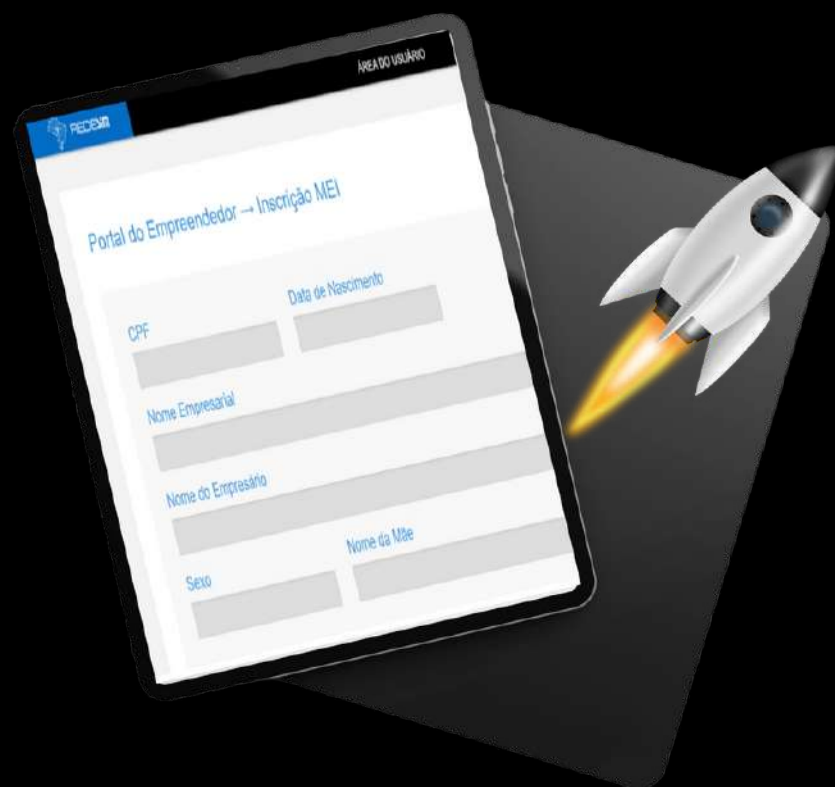 REDESIM
ÁREA DO USUÁRIO
Portal do Empreendedor → Inscrição MEI
CPF
Data de Nascimento
Nome Empresarial
Nome do Empresário
Sexo
Nome da Mãe